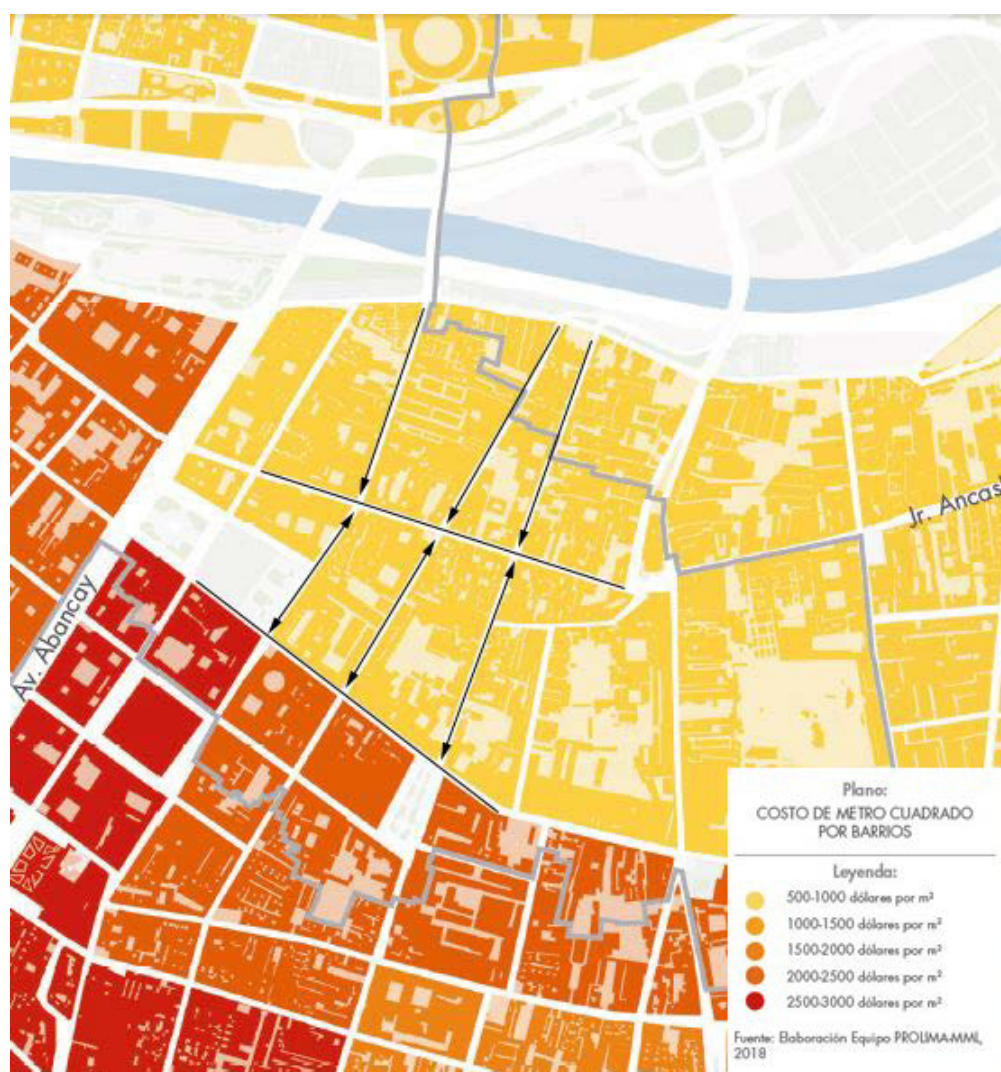 Jr. Ancash
Av. Abancay
Plano:
COSTO DE METRO CUADRADO
POR BARRIOS
Leyenda:
500-1000 dólares por m²
1000-1500 dólares por m²
1500-2000 dólares por m²
2000-2500 dólares por m²
2500-3000 dólares por m²
Fuente: Elaboración Equipo PROLIMA-MML,
2018